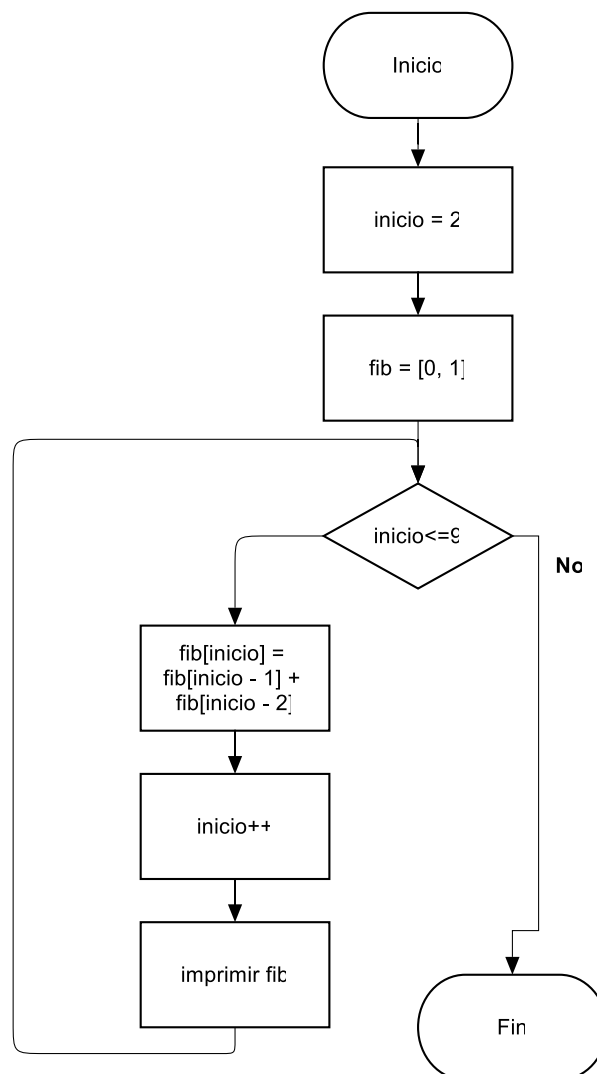 Inicio
inicio = 2
fib = [0, 1]
inicio<=9
No
fib[inicio] =
fib[inicio - 1] +
fib[inicio - 2]
inicio++
imprimir fib
Fin